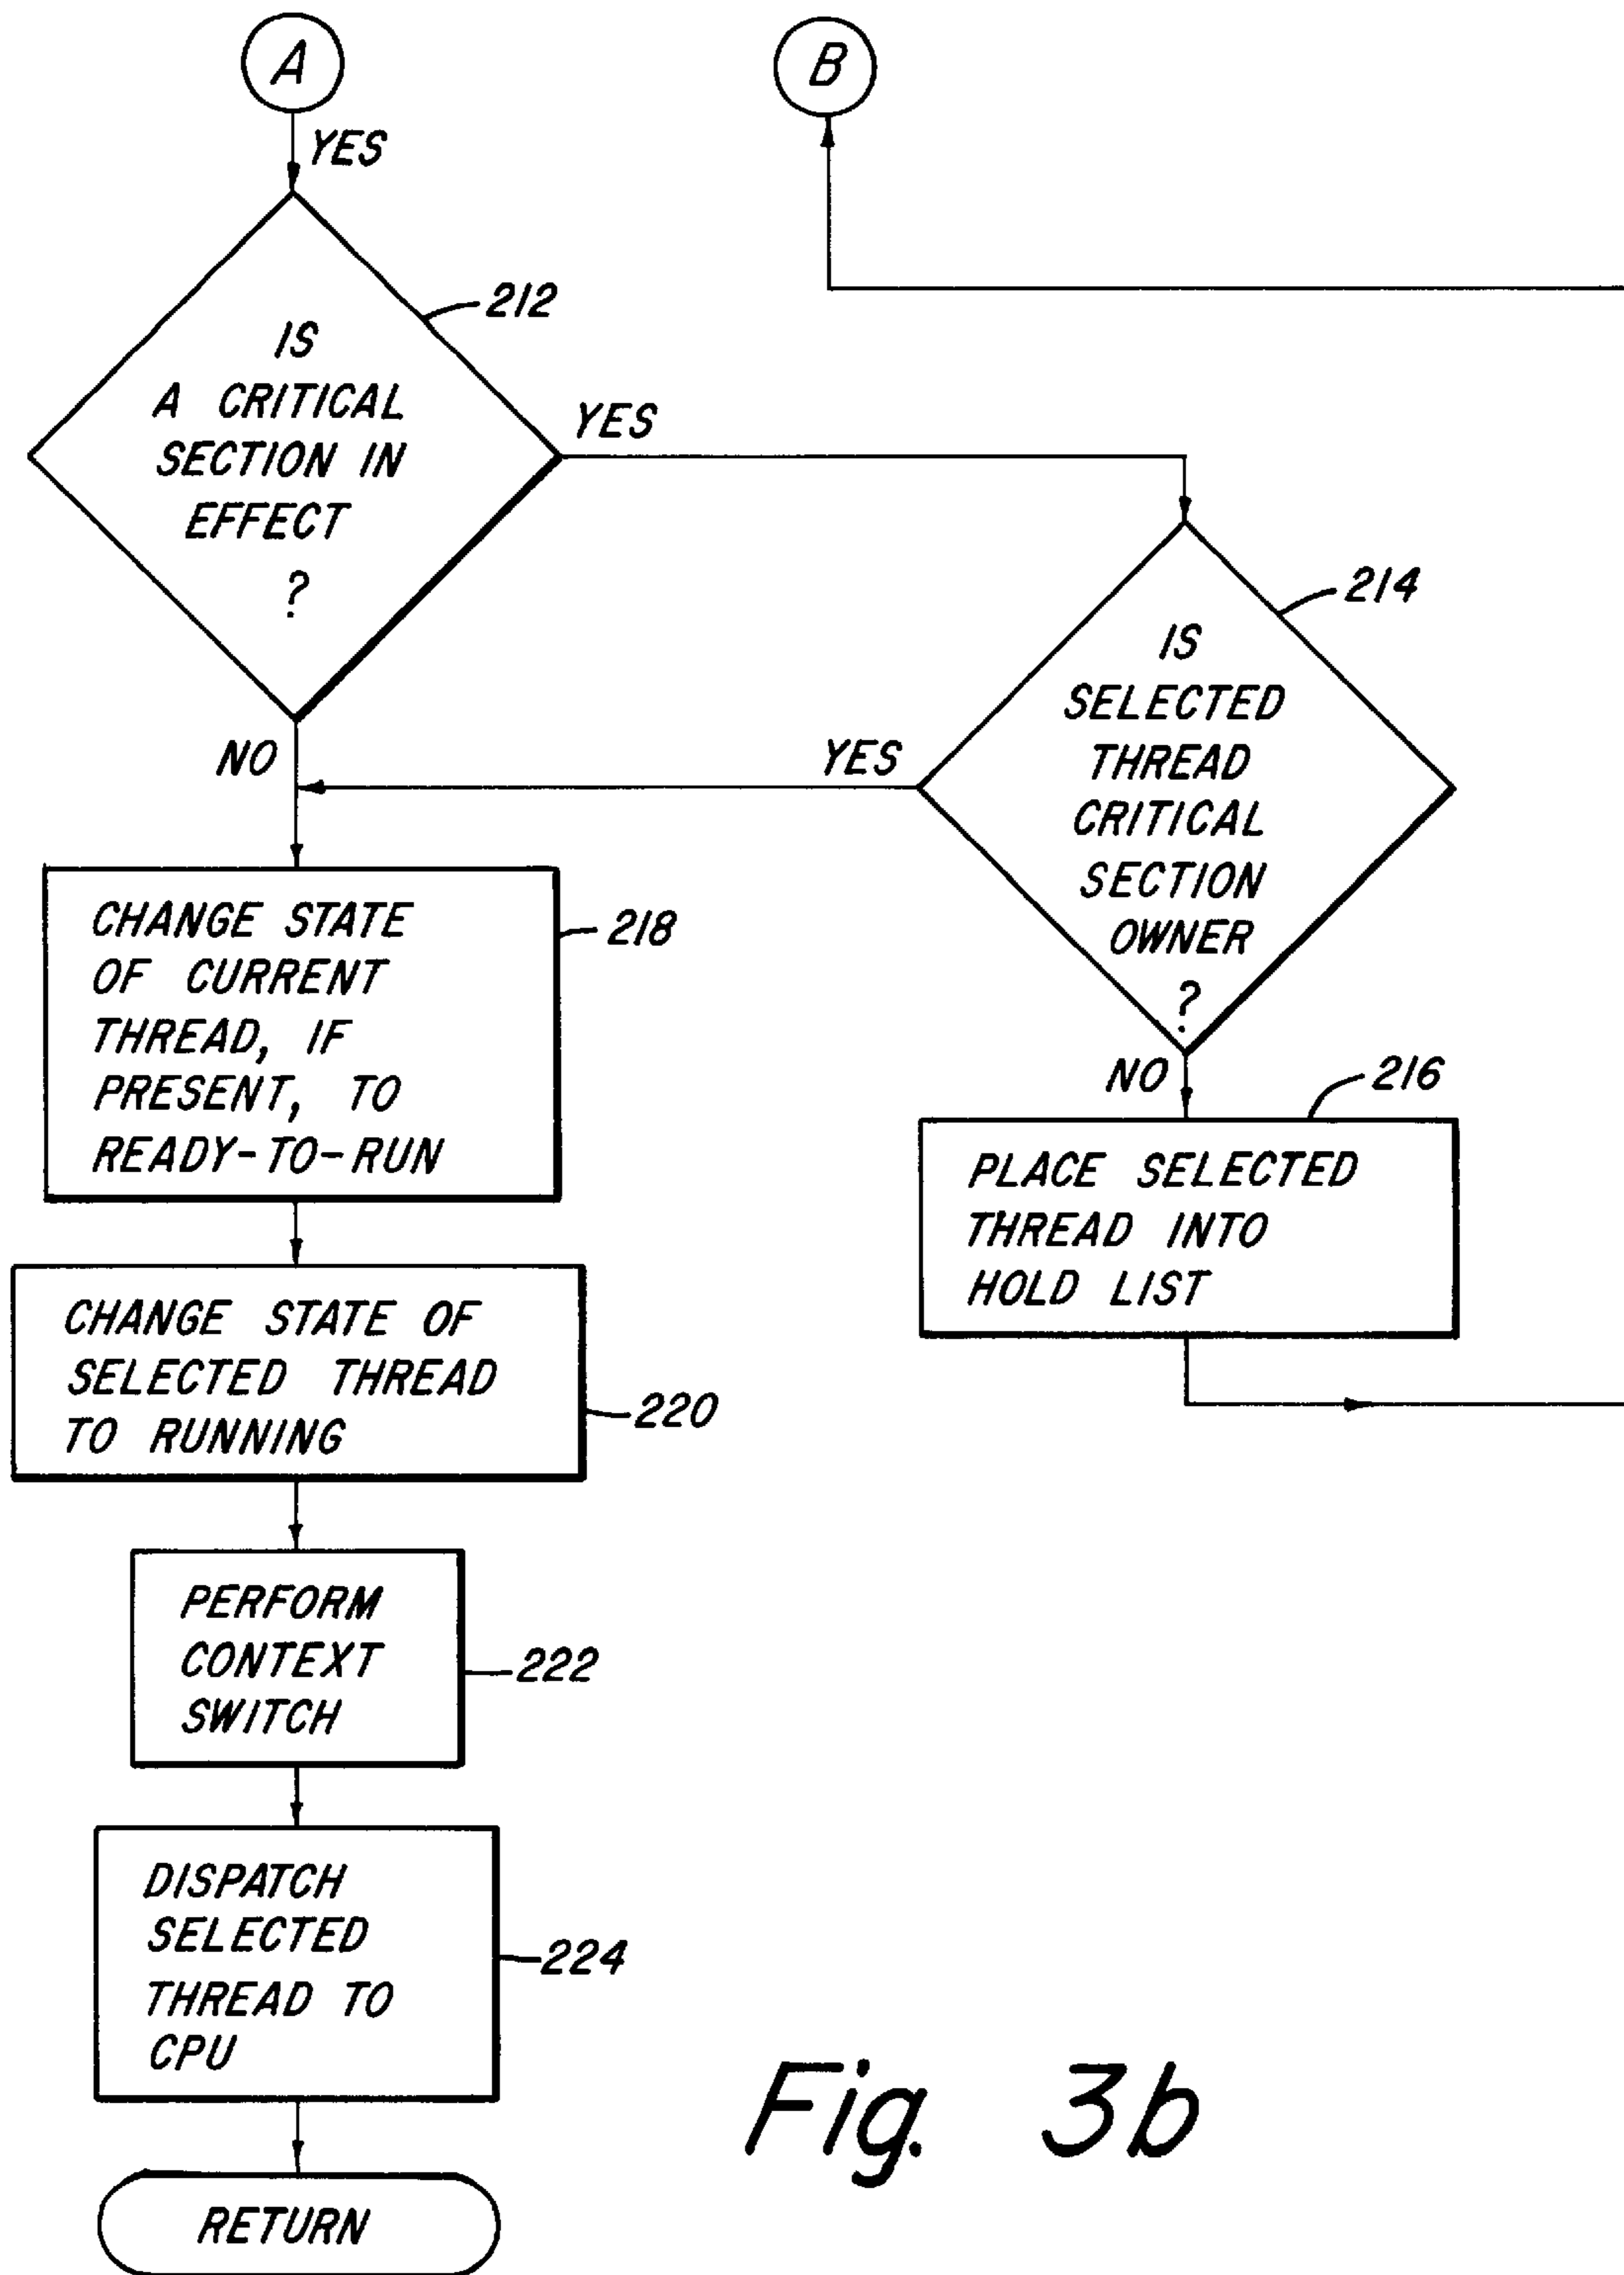 A
B
YES
212
IS
A CRITICAL
SECTION IN
EFFECT
?
YES
NO
214
IS
SELECTED
THREAD
CRITICAL
SECTION
OWNER
?
YES
NO
216
PLACE SELECTED
THREAD INTO
HOLD LIST
CHANGE STATE
OF CURRENT
THREAD, IF
PRESENT, TO
READY-TO-RUN
218
CHANGE STATE OF
SELECTED THREAD
TO RUNNING
220
PERFORM
CONTEXT
SWITCH
222
DISPATCH
SELECTED
THREAD TO
CPU
224
RETURN
Fig. 3b